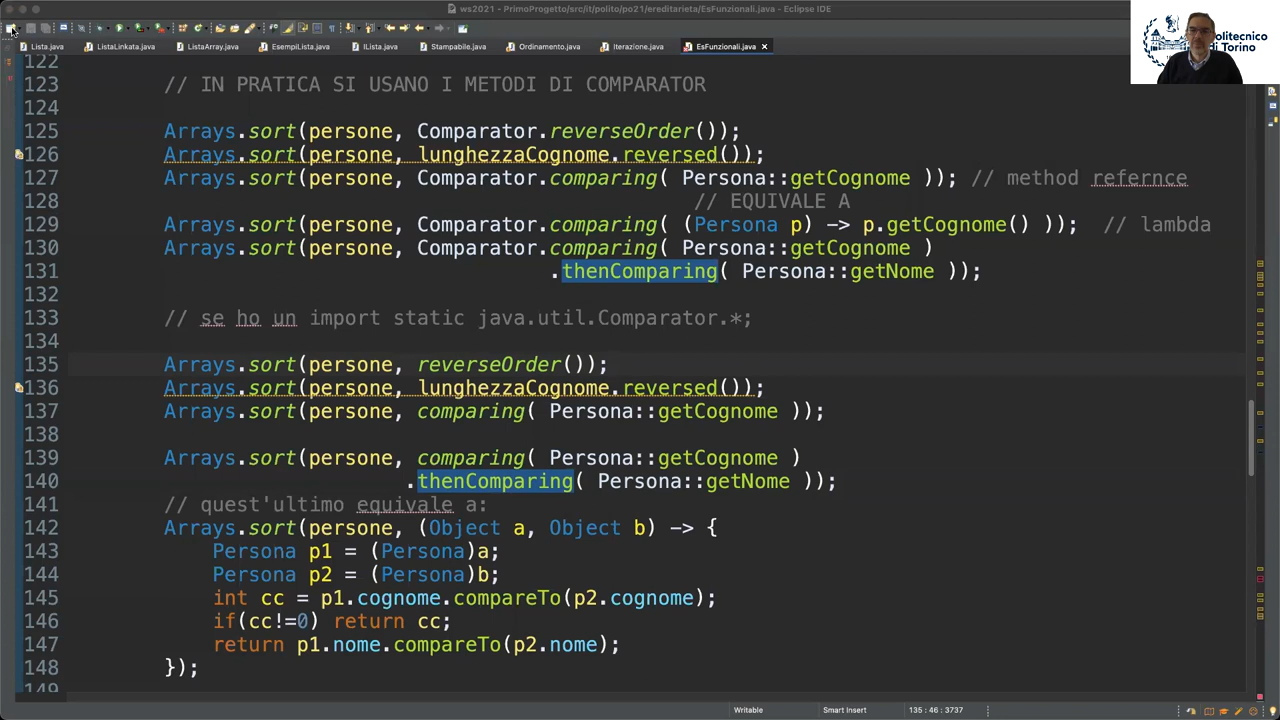 ws2021 - PrimoProgetto/src/it/polito/po21/ereditarieta/EsFunzionali.java - Eclipse IDE
Politecnico
di Torino
Lista.java ListaLinkata.java ListaArray.java EsempiLista.java ILista.java Stampabile.java Ordinamento.java Iterazione.java EsFunzionali.java
122
123 // IN PRATICA SI USANO I METODI DI COMPARATOR
124
125 Arrays.sort(persone, Comparator.reverseOrder());
126 Arrays.sort(persone, lunghezzaCognome.reversed());
127 Arrays.sort(persone, Comparator.comparing( Persona::getCognome )); // method refernce
128 // EQUIVALE A
129 Arrays.sort(persone, Comparator.comparing( (Persona p) -> p.getCognome() )); // lambda
130 Arrays.sort(persone, Comparator.comparing( Persona::getCognome )
131 .thenComparing( Persona::getNome ));
132
133 // se ho un import static java.util.Comparator.*;
134
135 Arrays.sort(persone, reverseOrder());
136 Arrays.sort(persone, lunghezzaCognome.reversed());
137 Arrays.sort(persone, comparing( Persona::getCognome ));
138
139 Arrays.sort(persone, comparing( Persona::getCognome )
140 .thenComparing( Persona::getNome ));
141 // quest'ultimo equivale a:
142 Arrays.sort(persone, (Object a, Object b) -> {
143 Persona p1 = (Persona)a;
144 Persona p2 = (Persona)b;
145 int cc = p1.cognome.compareTo(p2.cognome);
146 if(cc!=0) return cc;
147 return p1.nome.compareTo(p2.nome);
148 });
149
Writable Smart Insert 135 : 46 : 3737